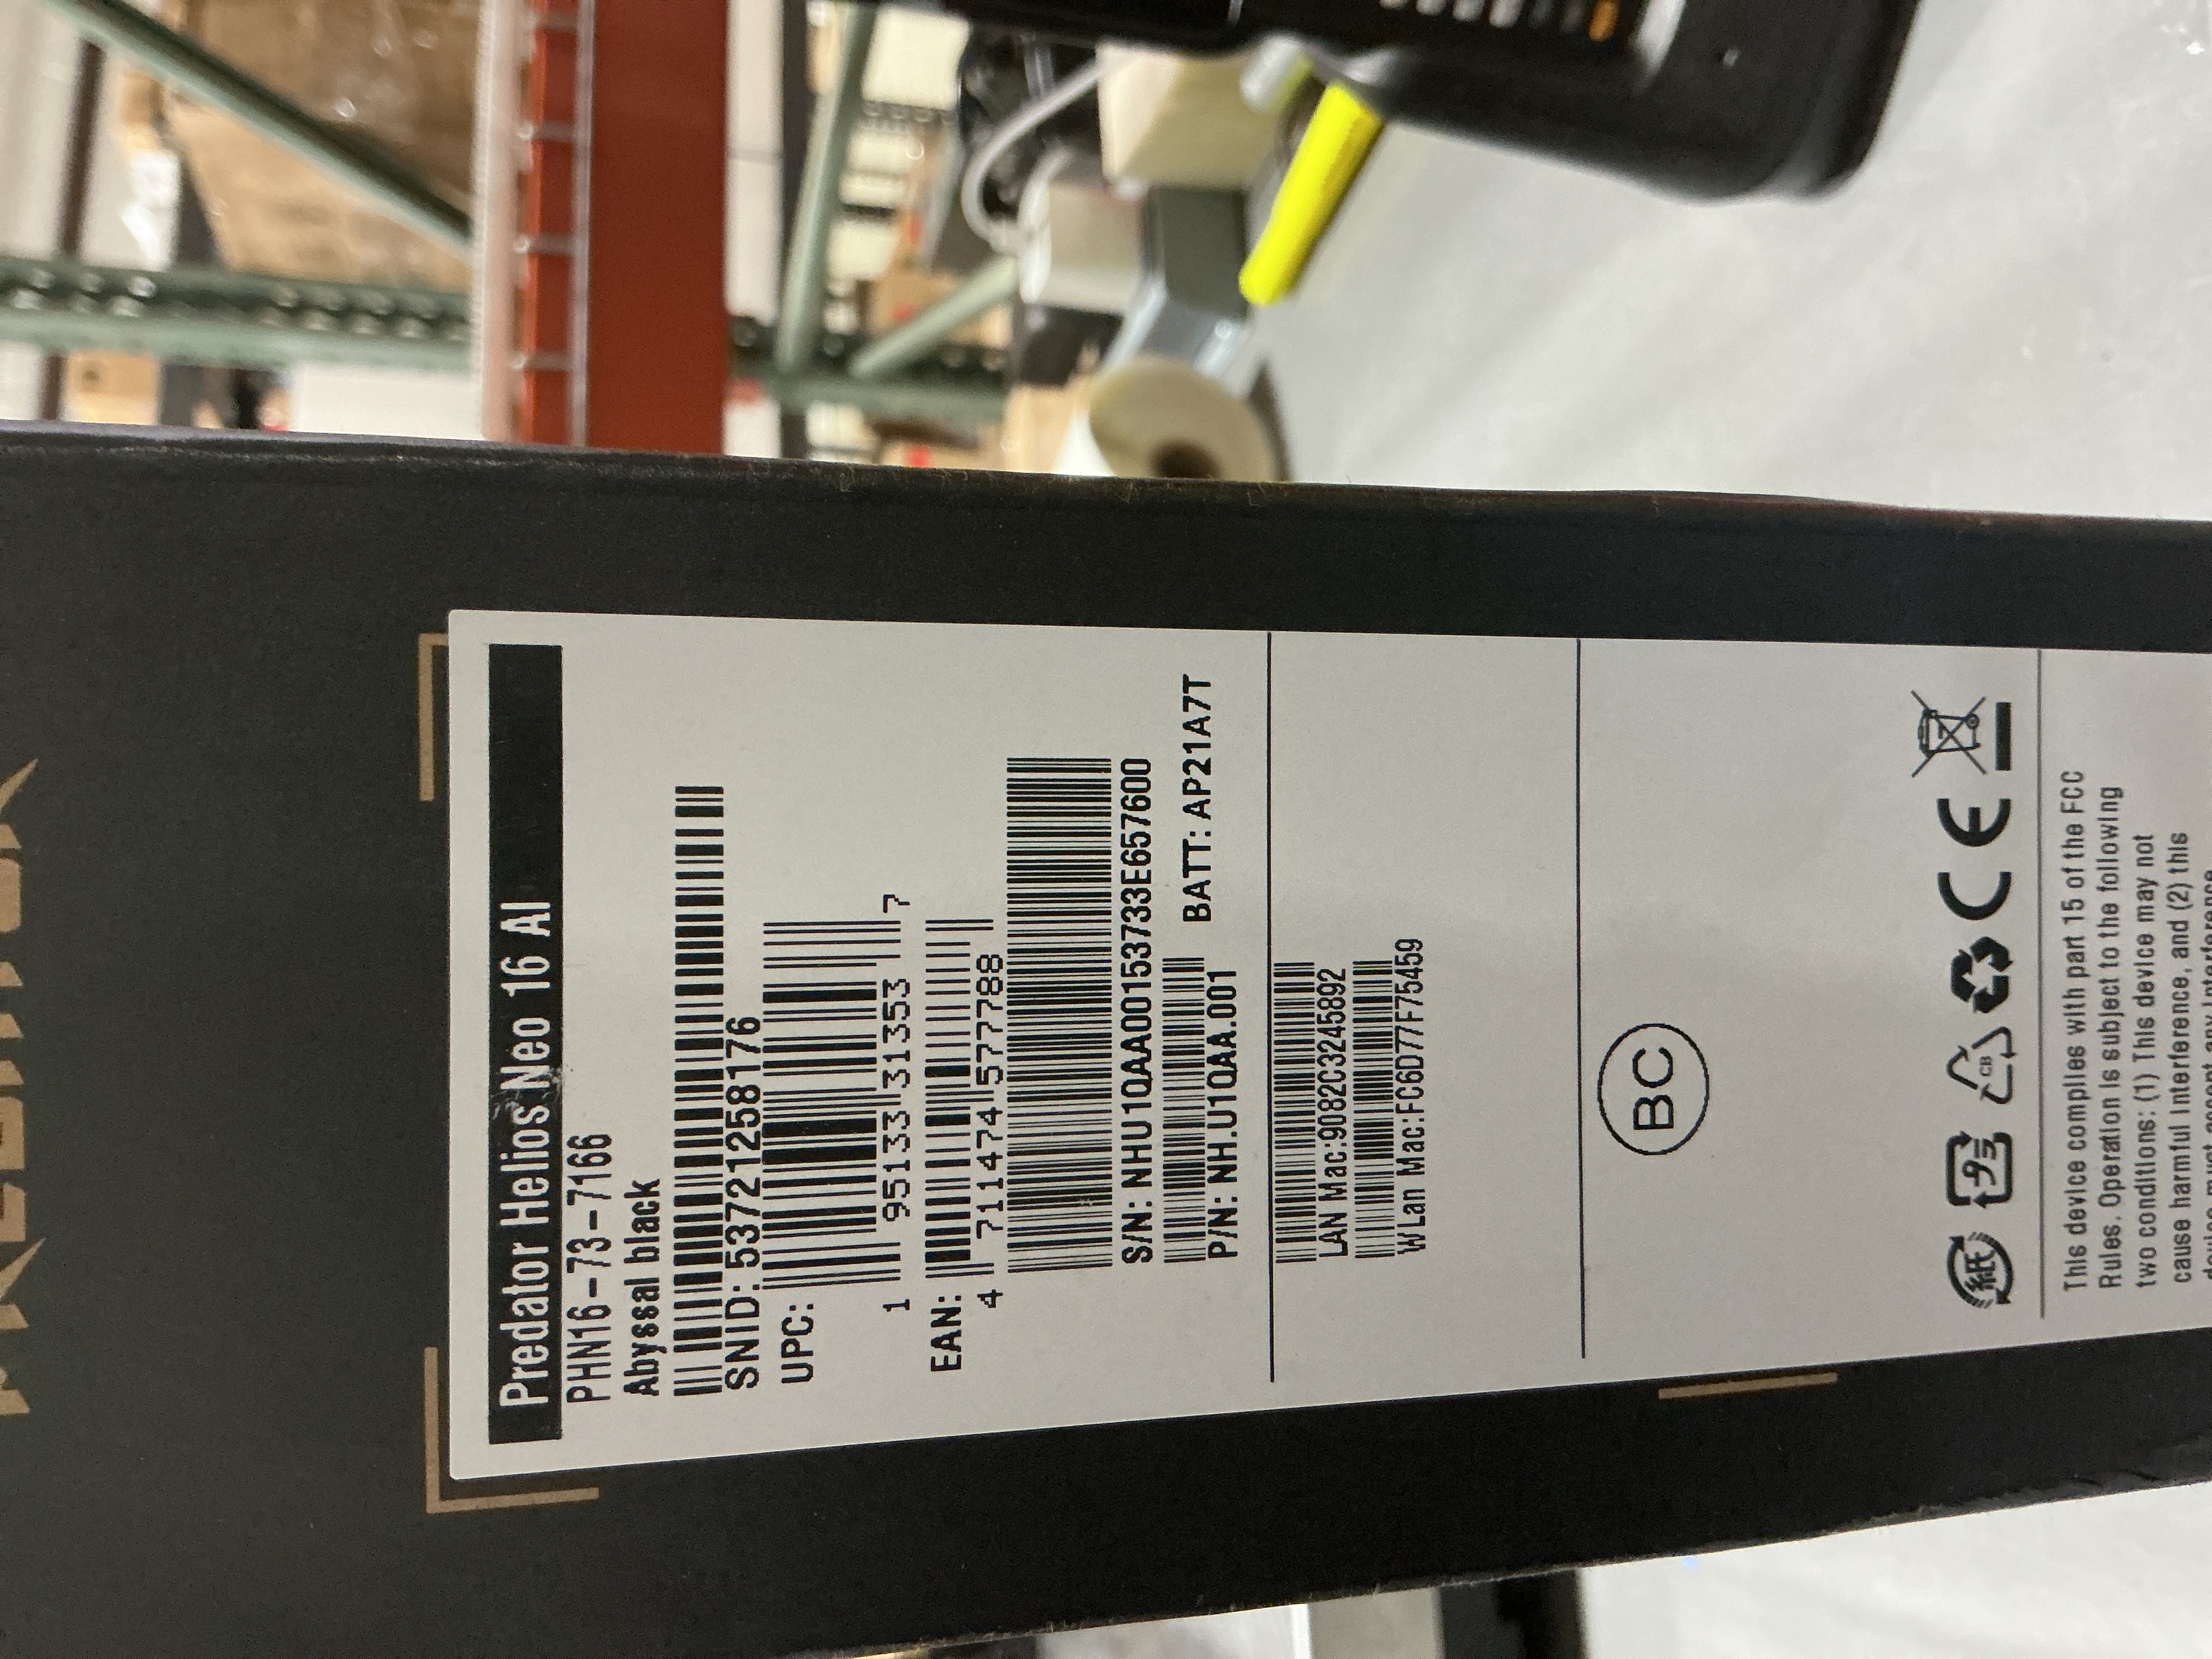 Predator Helios Neo 16 AI
PHN16-73-7166
Abyssal black
SNID: 53721258176
UPC:
1 95133 31353 7
EAN:
4 711474 577788
S/N: NHU1QAA00153733E657600
P/N: NH.U1QAA.001 BATT: AP21A7T
LAN Mac:9082C3245892
WLan Mac:FC6D77F75459
BC
紙 CB CE
This device complies with part 15 of the FCC
Rules. Operation is subject to the following
two conditions: (1) This device may not
cause harmful interference, and (2) this